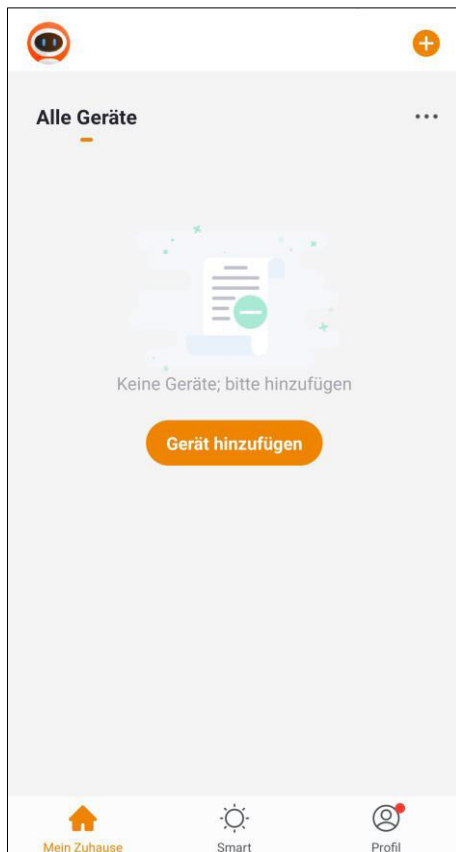 Alle Geräte
Keine Geräte; bitte hinzufügen
Gerät hinzufügen
Mein Zuhause
Smart
Profil